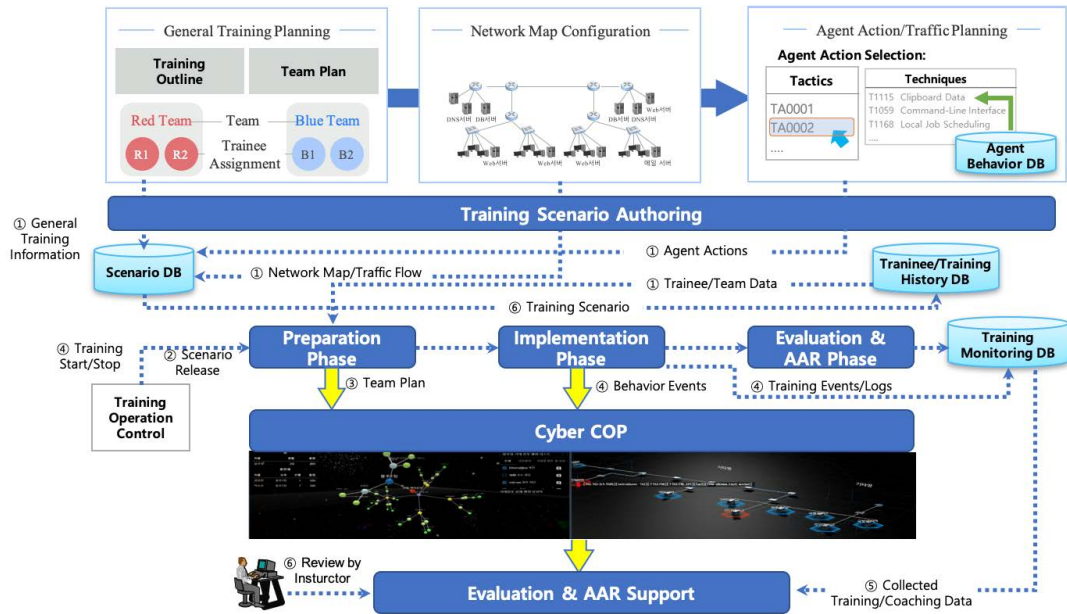 General Training Planning
Training
Outline
Team Plan
Red Team
Team
Blue Team
R1
R2
Trainee
Assignment
B1
B2
Network Map Configuration
DNS서버
DB서버
Web서버
DB서버
DNS서버
Web서버
Web서버
Web서버
메일 서버
Agent Action/Traffic Planning
Agent Action Selection:
Tactics
TA0001
TA0002
....
Techniques
T1115 Clipboard Data
T1059 Command-Line Interface
T1168 Local Job Scheduling
....
Agent
Behavior DB
Training Scenario Authoring
① General
Training
Information
Scenario DB
① Agent Actions
① Network Map/Traffic Flow
① Trainee/Team Data
⑥ Training Scenario
Traninee/Training
History DB
④ Training
Start/Stop
② Scenario
Release
Preparation
Phase
Implementation
Phase
Evaluation &
AAR Phase
Training
Monitoring DB
③ Team Plan
④ Behavior Events
④ Training Events/Logs
Training
Operation
Control
Cyber COP
⑥ Review by
Insturctor
Evaluation & AAR Support
⑤ Collected
Training/Coaching Data